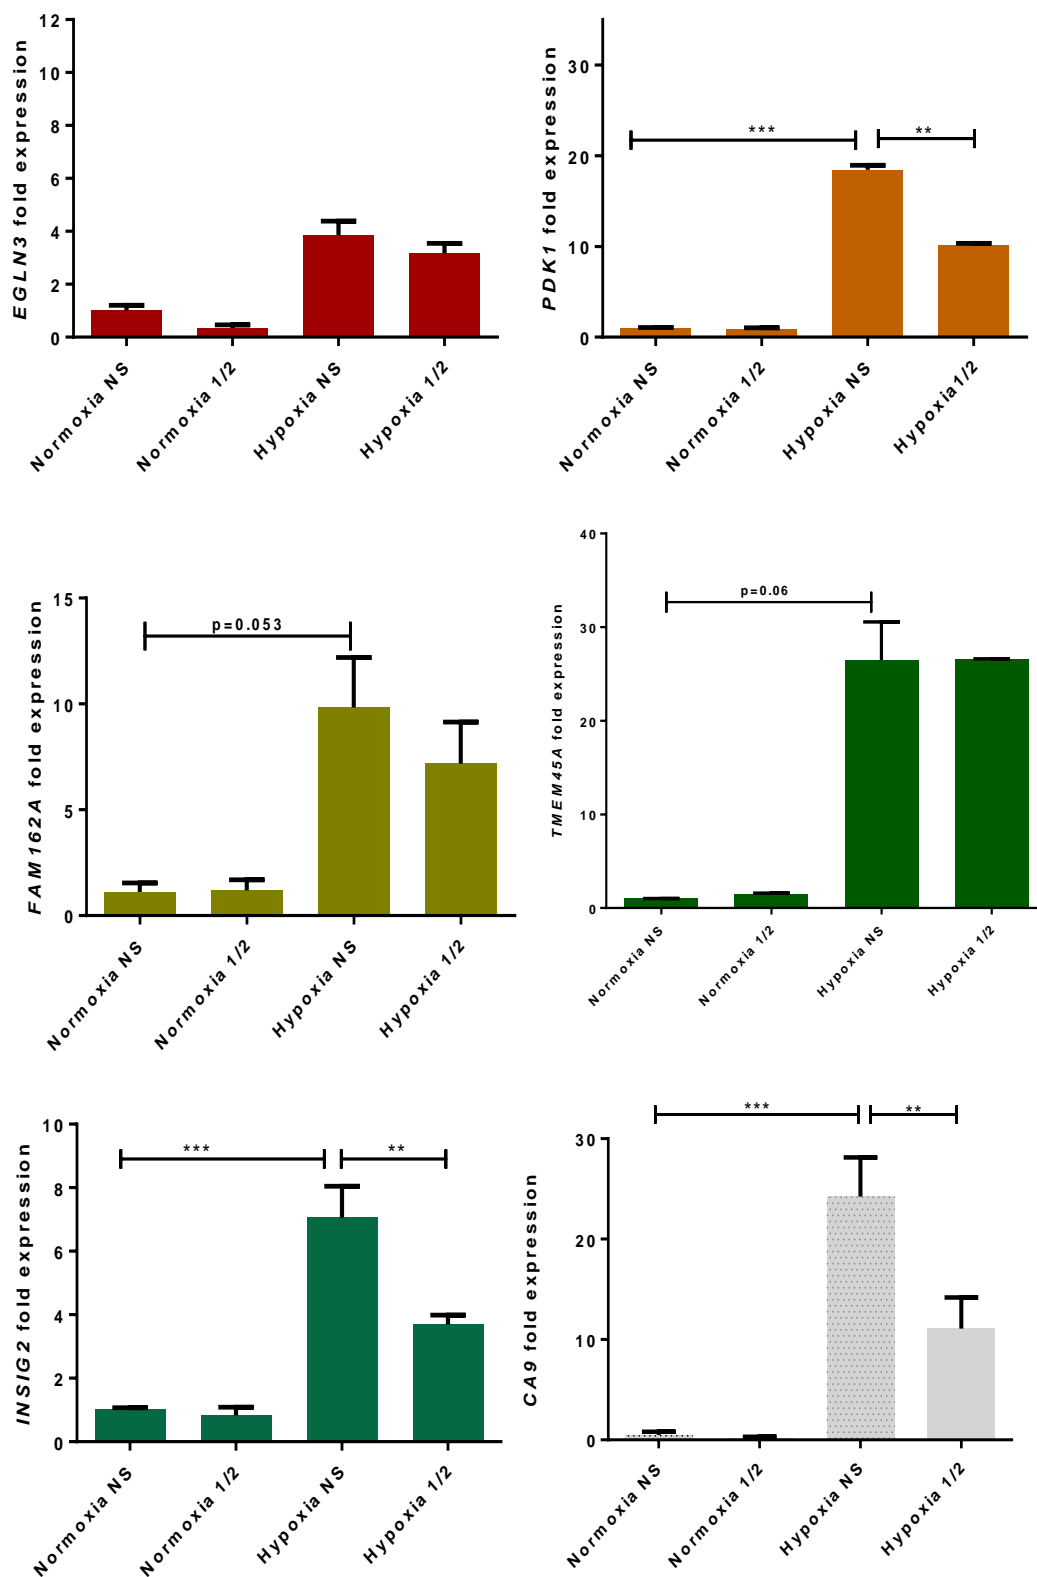 EGLN3 fold expression
12
10
8
6
4
2
0
Normoxia NS
Normoxia 1/2
Hypoxia NS
Hypoxia 1/2
PDK1 fold expression
30
20
10
0
***
**
Normoxia NS
Normoxia 1/2
Hypoxia NS
Hypoxia1/2
FAM162A fold expression
15
10
5
0
p=0.053
Normoxia NS
Normoxia 1/2
Hypoxia NS
Hypoxia 1/2
TMEM45A fold expression
40
30
20
10
0
p=0.06
Normoxia NS
Normoxia 1/2
Hypoxia NS
Hypoxia 1/2
INSIG2 fold expression
10
8
6
4
2
0
***
**
Normoxia NS
Normoxia 1/2
Hypoxia NS
Hypoxia 1/2
CA9 fold expression
30
20
10
0
***
**
Normoxia NS
Normoxia 1/2
Hypoxia NS
Hypoxia 1/2